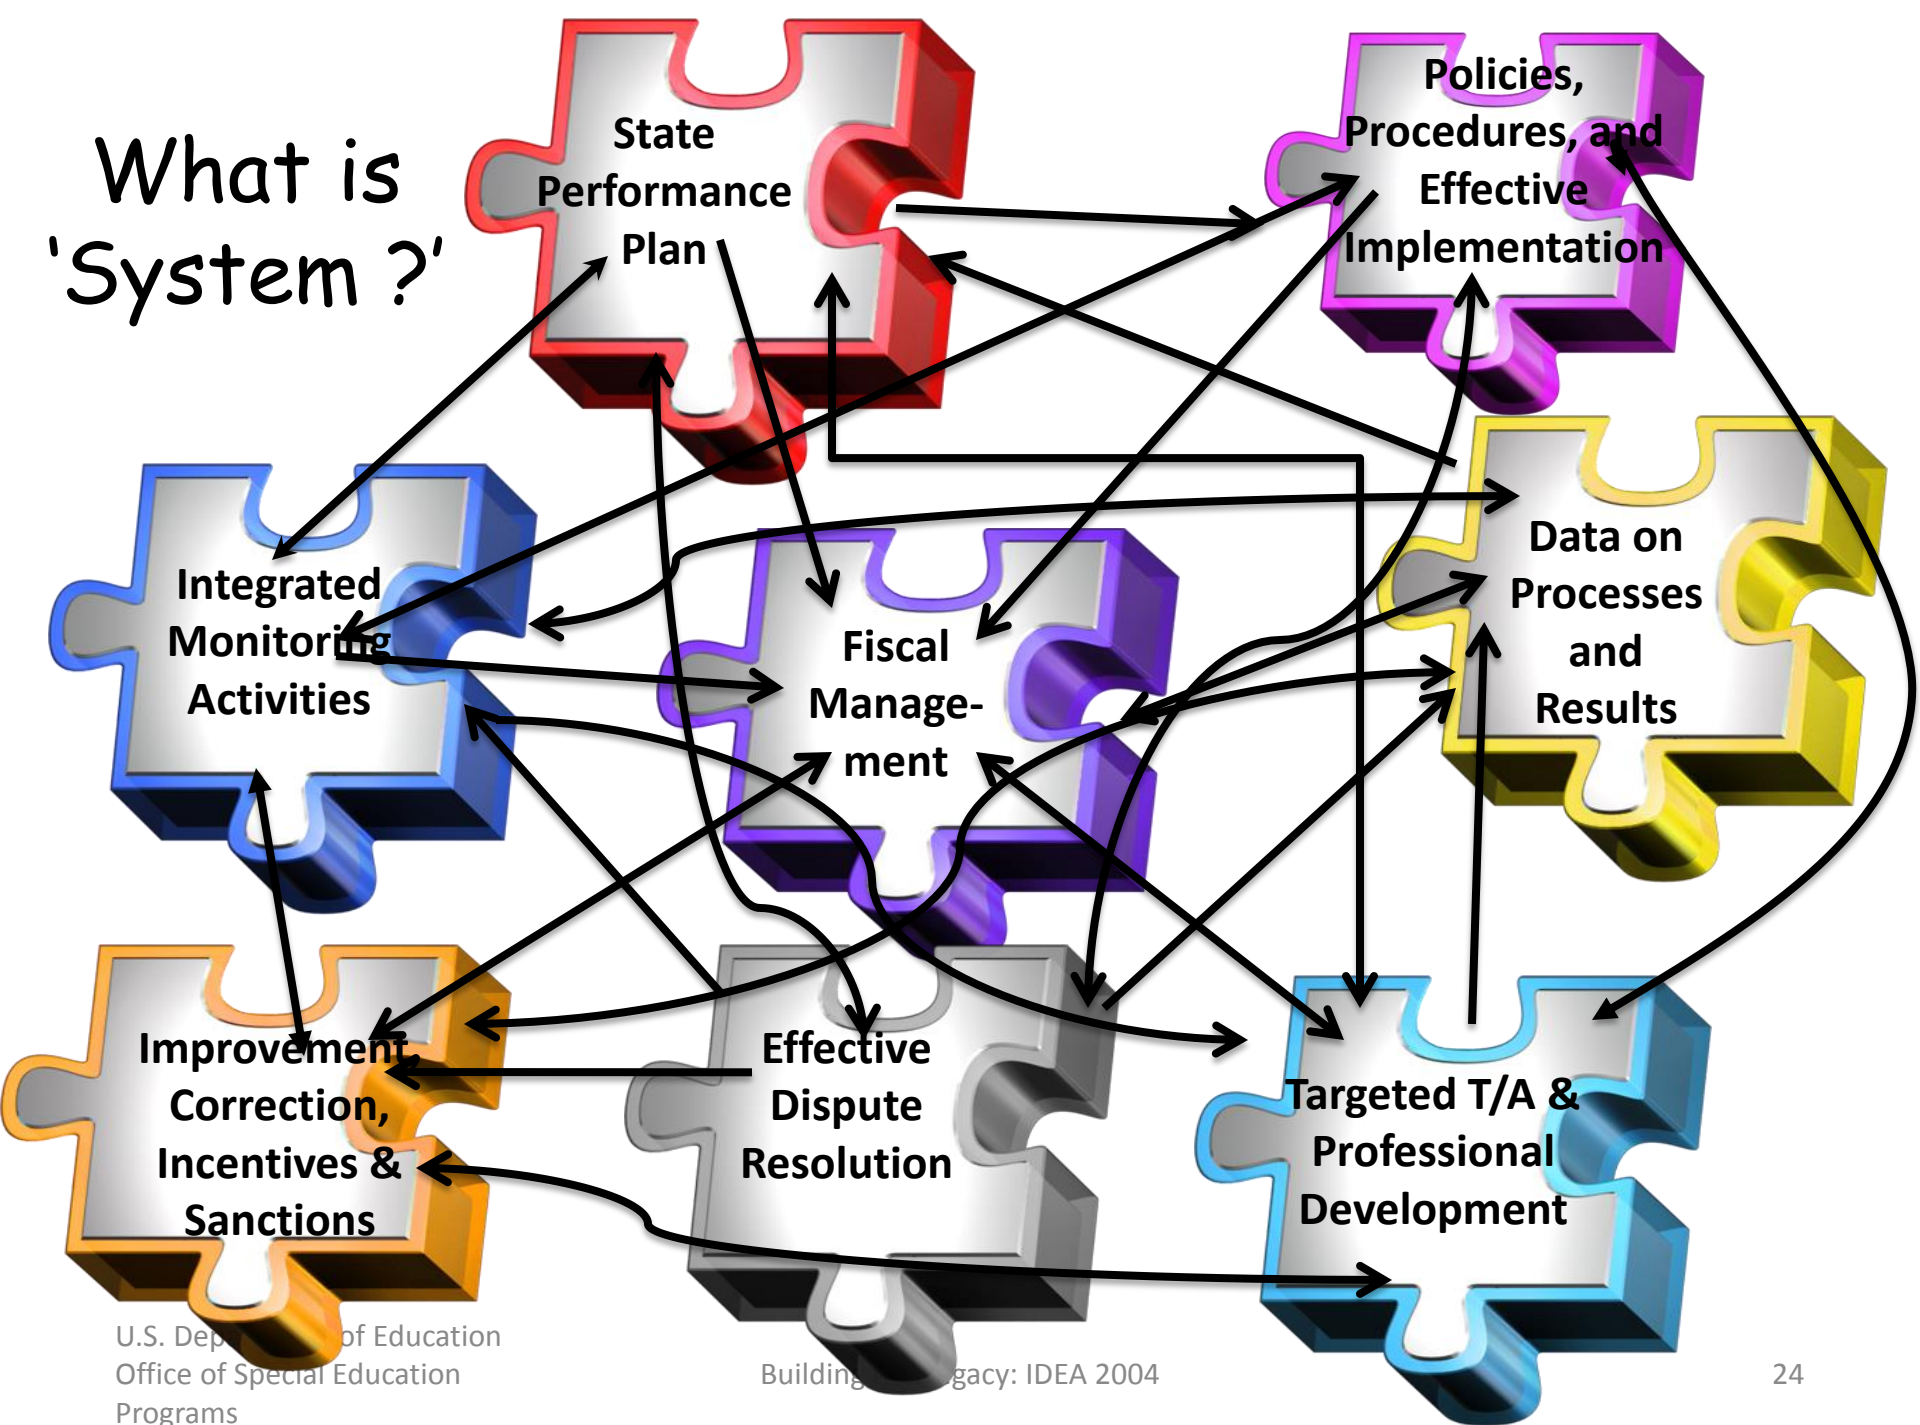 What is
‘System ?’
State
Performance
Plan
Policies,
Procedures, and
Effective
Implementation
Integrated
Monitoring
Activities
Fiscal
Manage-
ment
Data on
Processes
and
Results
Improvement,
Correction,
Incentives &
Sanctions
Effective
Dispute
Resolution
Targeted T/A &
Professional
Development
U.S. of Education
Office of Special Education
Programs
Building IDEA 2004
24